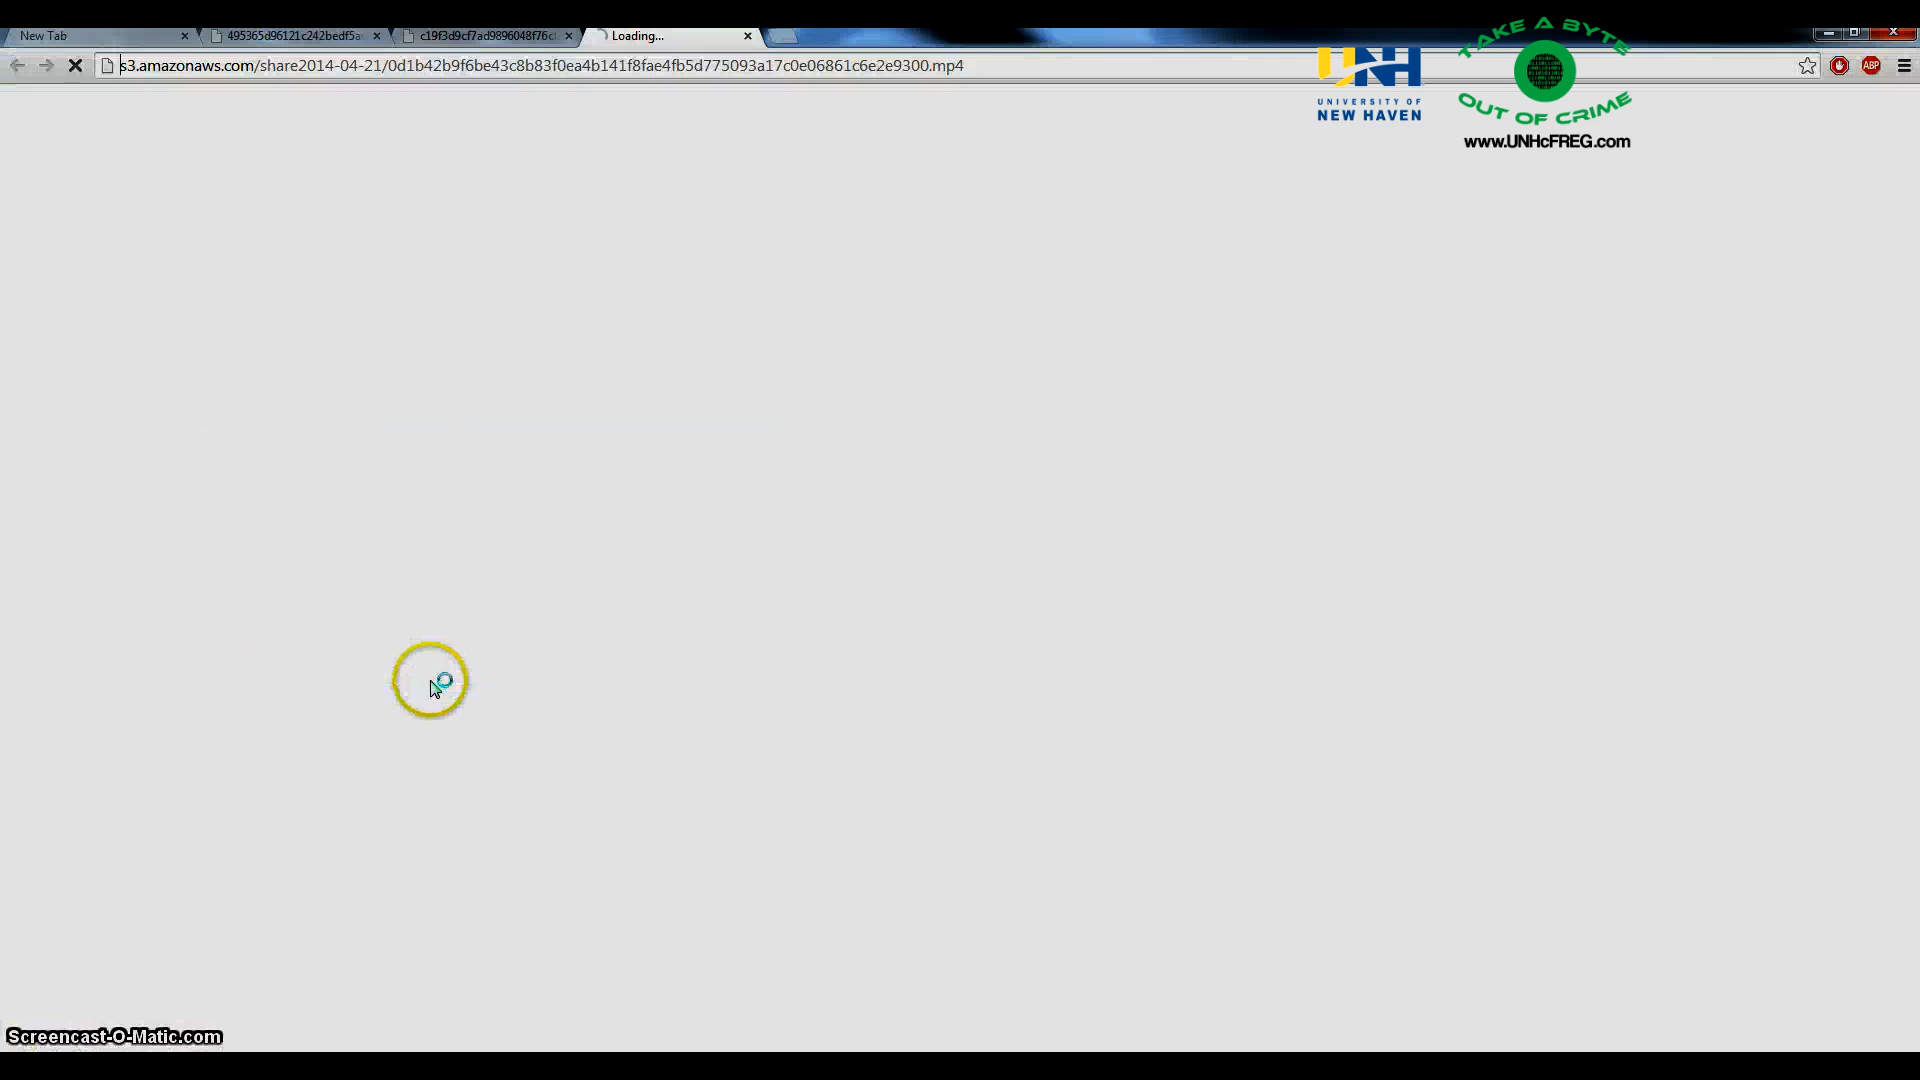 New Tab
495365d96121c242bedf5a
c19f3d9cf7ad9896048f76c
Loading...
s3.amazonaws.com/share2014-04-21/0d1b42b9f6be43c8b83f0ea4b141f8fae4fb5d775093a17c0e06861c6e2e9300.mp4
ABP
TAKE A BYTE
OUT OF CRIME
www.UNHcFREG.com
UNH
UNIVERSITY OF
NEW HAVEN
Screencast-O-Matic.com